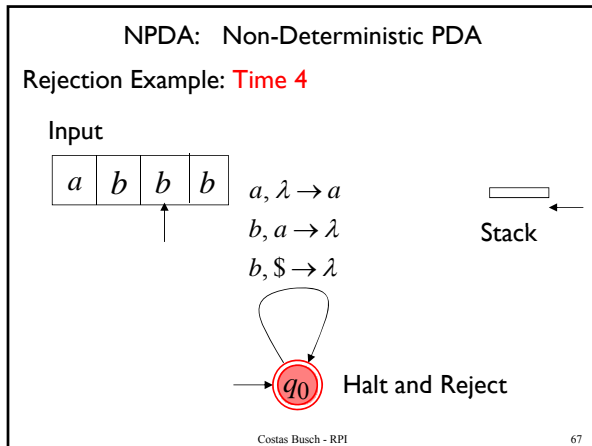 NPDA: Non-Deterministic PDA
Rejection Example: Time 4
Input
a b b b
a, λ → a
b, a → λ
b, $ → λ
Stack
q0 Halt and Reject
Costas Busch - RPI 67